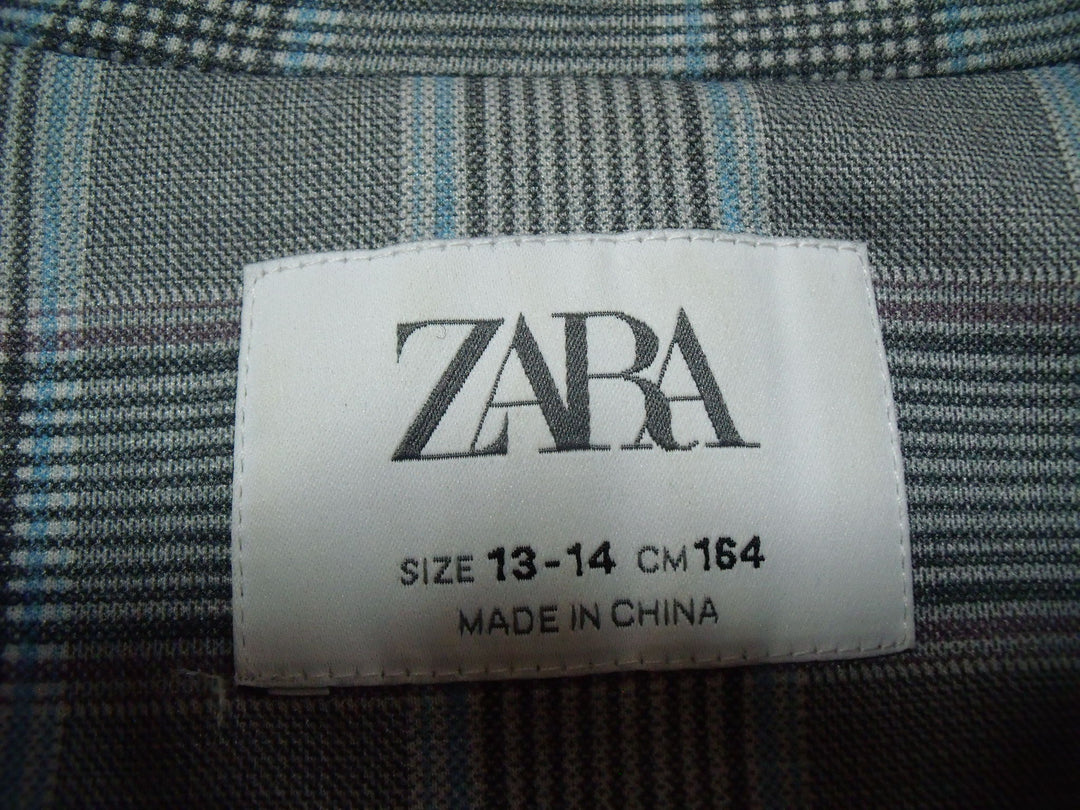 ZARA
SIZE 13-14 CM 164
MADE IN CHINA